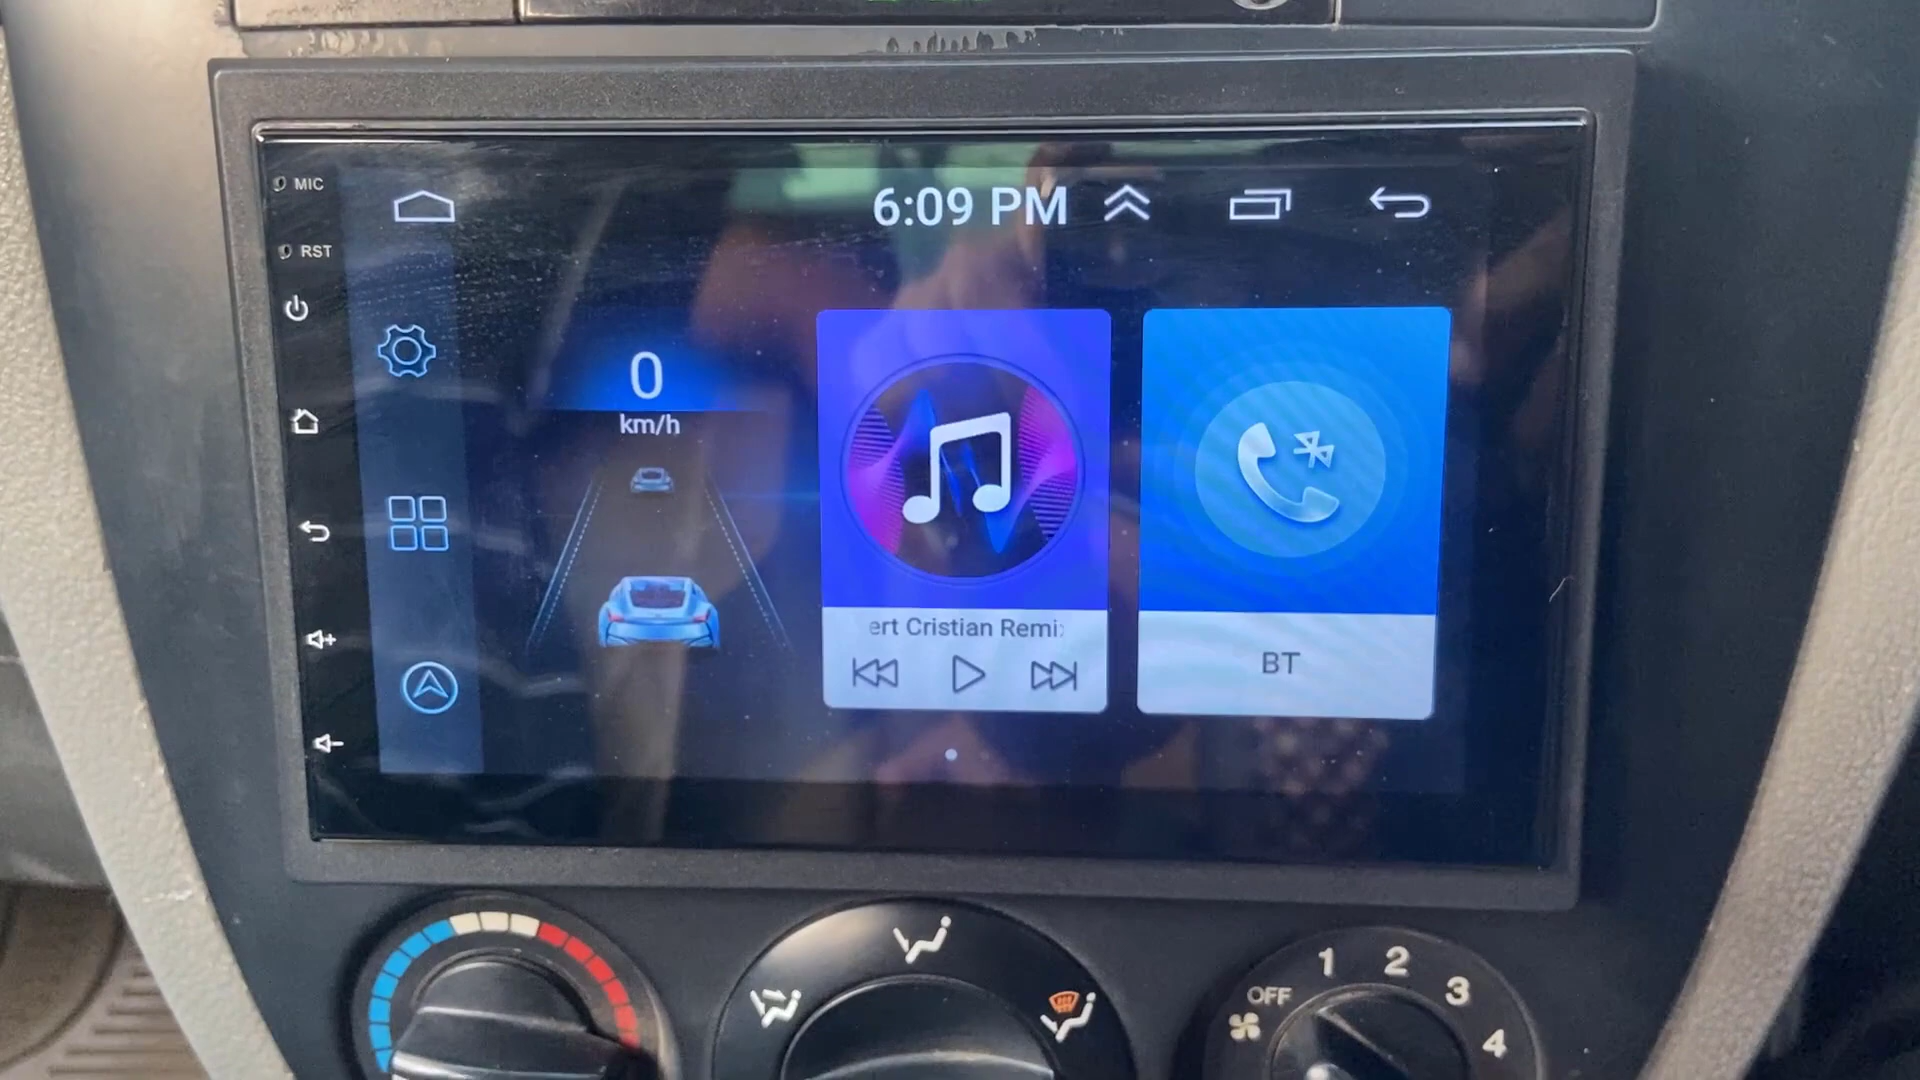 MIC
6:09 PM
RST
0
km/h
ert Cristian Remi
BT
OFF
1
2
3
4